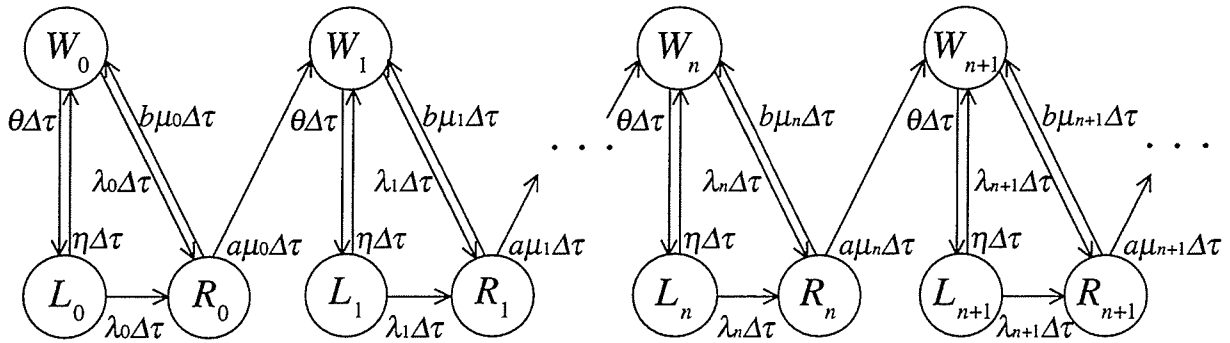 W₀ W₁ Wₙ Wₙ₊₁
θΔτ bμ₀Δτ θΔτ bμ₁Δτ θΔτ bμₙΔτ θΔτ bμₙ₊₁Δτ
· · · · · ·
λ₀Δτ λ₁Δτ λₙΔτ λₙ₊₁Δτ
ηΔτ aμ₀Δτ ηΔτ aμ₁Δτ ηΔτ aμₙΔτ ηΔτ aμₙ₊₁Δτ
L₀ R₀ L₁ R₁ Lₙ Rₙ Lₙ₊₁ Rₙ₊₁
λ₀Δτ λ₁Δτ λₙΔτ λₙ₊₁Δτ